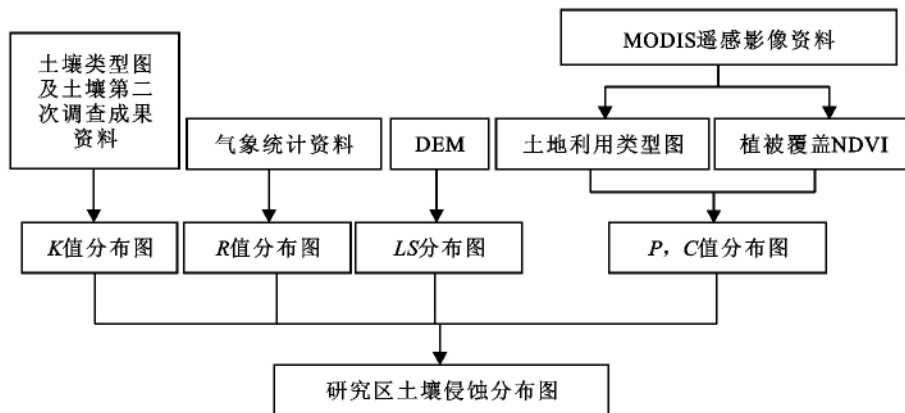 MODIS遥感影像资料
土壤类型图
及土壤第二
次调查成果
资料
气象统计资料
DEM
土地利用类型图
植被覆盖NDVI
K值分布图
R值分布图
LS分布图
P，C值分布图
研究区土壤侵蚀分布图